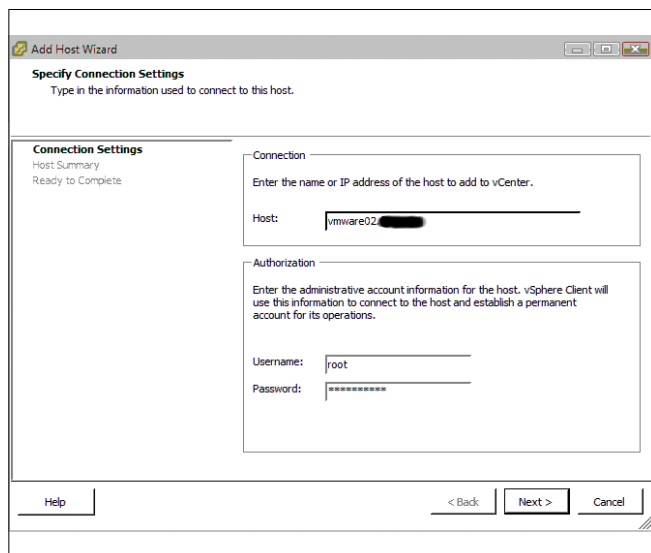 Add Host Wizard
Specify Connection Settings
Type in the information used to connect to this host.
Connection Settings
Host Summary
Ready to Complete
Connection
Enter the name or IP address of the host to add to vCenter.
Host:
vmware02.
Authorization
Enter the administrative account information for the host. vSphere Client will
use this information to connect to the host and establish a permanent
account for its operations.
Username:
root
Password:
**********
Help
< Back
Next >
Cancel